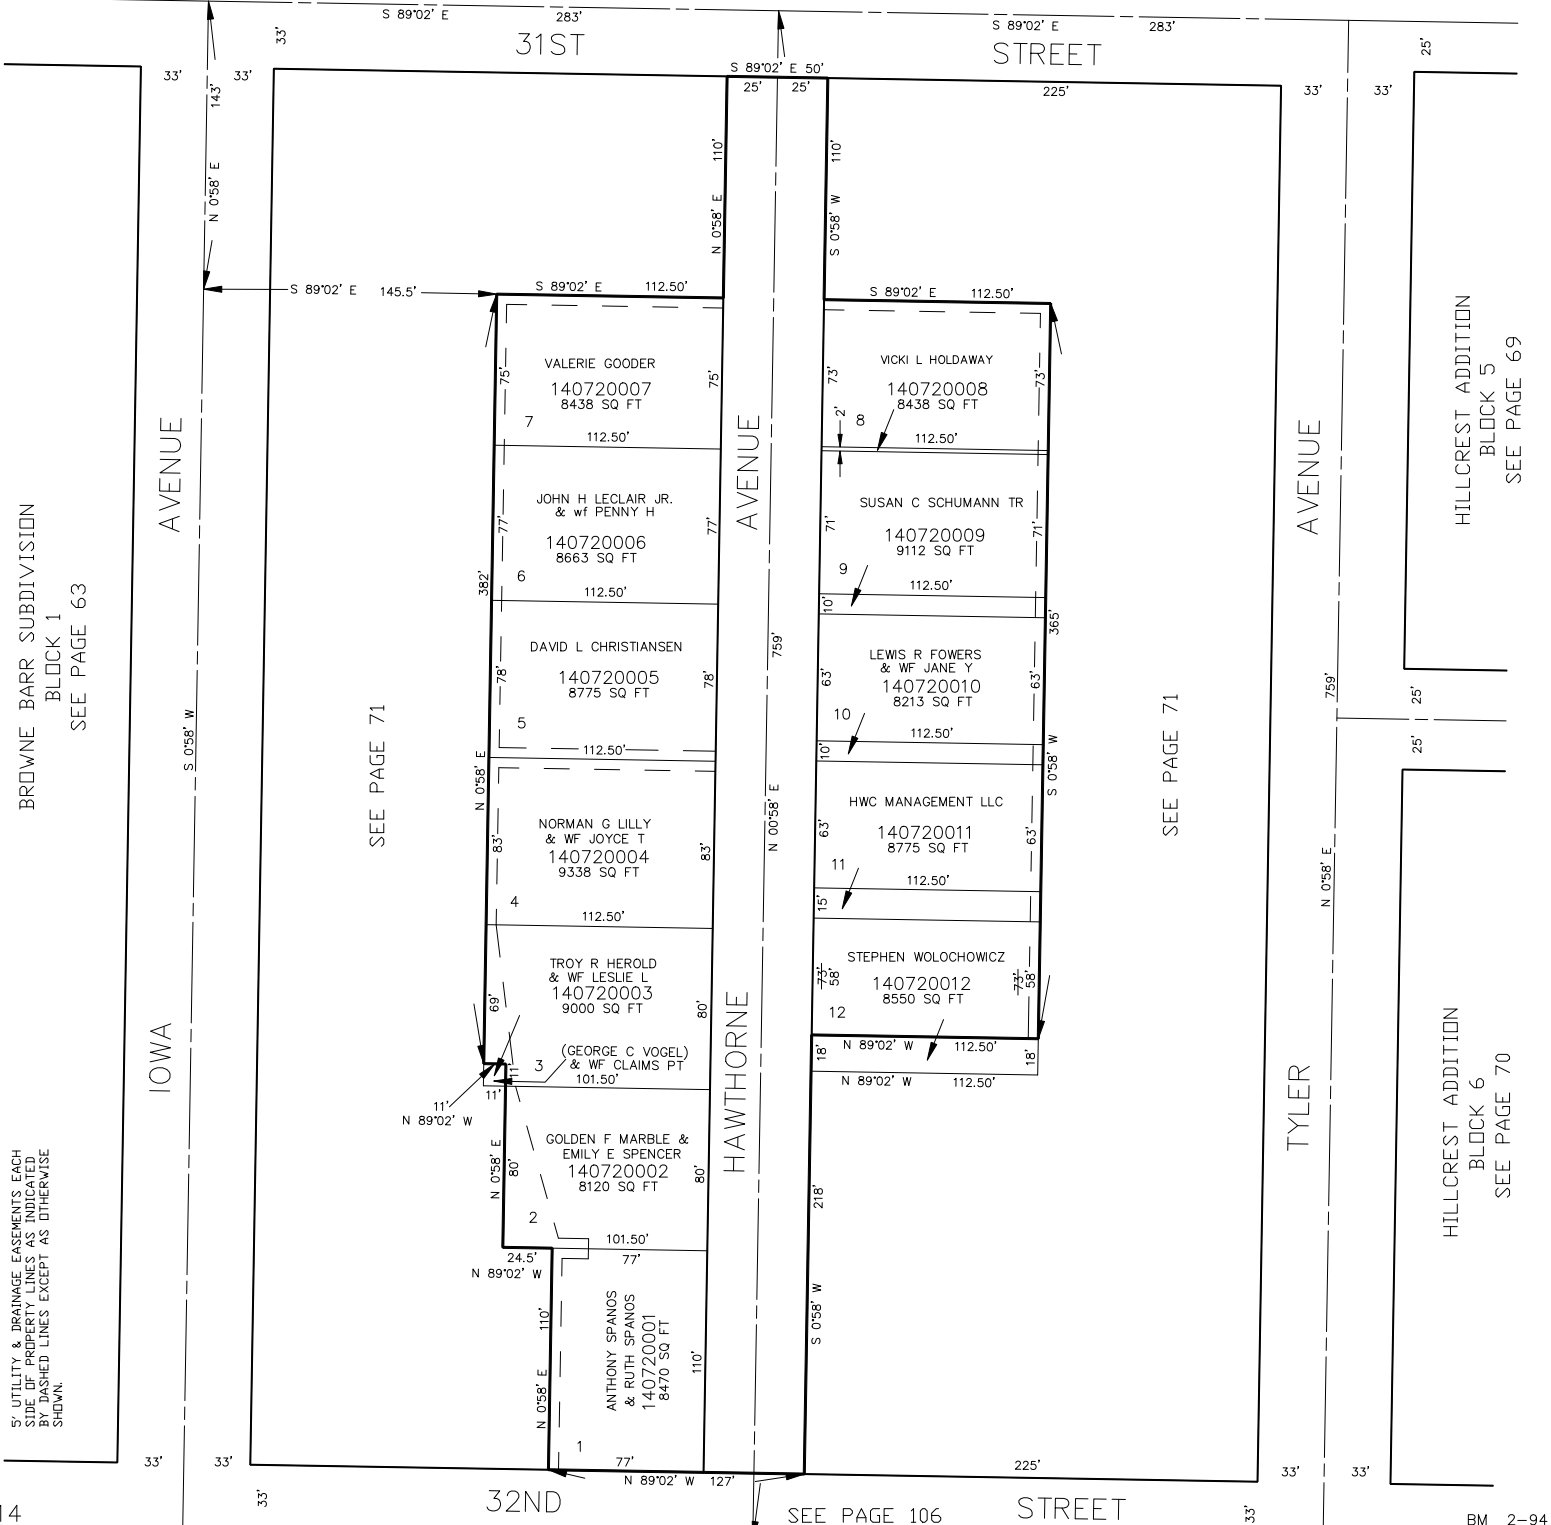 S 89°02' E
283'
S 89°02' E
283'
33'
31ST
STREET
25'
33'
33'
S 89°02' E 50'
25'
25'
225'
33'
33'
143'
N 0°58' E
110'
N 0°58' E
110'
S 0°58' W
S 89°02' E 145.5'
S 89°02' E 112.50'
S 89°02' E 112.50'
VALERIE GOODER
140720007
8438 SQ FT
7
75'
75'
112.50'
VICKI L HOLDAWAY
140720008
8438 SQ FT
8
73'
73'
2'
112.50'
JOHN H LECLAIR JR.
& wf PENNY H
140720006
8663 SQ FT
6
77'
77'
112.50'
SUSAN C SCHUMANN TR
140720009
9112 SQ FT
9
71'
71'
112.50'
10'
382'
365'
DAVID L CHRISTIANSEN
140720005
8775 SQ FT
5
78'
78'
112.50'
LEWIS R FOWERS
& WF JANE Y
140720010
8213 SQ FT
10
63'
63'
112.50'
10'
N 0°58' E
S 0°58' W
NORMAN G LILLY
& WF JOYCE T
140720004
9338 SQ FT
4
83'
83'
112.50'
HWC MANAGEMENT LLC
140720011
8775 SQ FT
11
63'
63'
112.50'
15'
TROY R HEROLD
& WF LESLIE L
140720003
9000 SQ FT
3
69'
80'
(GEORGE C VOGEL)
& WF CLAIMS PT
101.50'
11'
11'
11'
N 89°02' W
STEPHEN WOLOCHOWICZ
140720012
8550 SQ FT
12
73'
58'
73'
58'
N 89°02' W 112.50'
18'
18'
N 89°02' W 112.50'
GOLDEN F MARBLE &
EMILY E SPENCER
140720002
8120 SQ FT
2
N 0°58' E
80'
80'
101.50'
24.5'
77'
N 89°02' W
ANTHONY SPANOS
& RUTH SPANOS
140720001
8470 SQ FT
1
110'
N 0°58' E
110'
77'
N 89°02' W 127'
218'
S 0°58' W
225'
AVENUE
IOWA
S 0°58' W
AVENUE
HAWTHORNE
759'
N 00°58' E
AVENUE
TYLER
759'
N 0°58' E
SEE PAGE 71
SEE PAGE 71
BROWNE BARR SUBDIVISION
BLOCK 1
SEE PAGE 63
HILLCREST ADDITION
BLOCK 5
SEE PAGE 69
25'
25'
HILLCREST ADDITION
BLOCK 6
SEE PAGE 70
5' UTILITY & DRAINAGE EASEMENTS EACH
SIDE OF PROPERTY LINES AS INDICATED
BY DASHED LINES EXCEPT AS OTHERWISE
SHOWN.
33'
33'
33'
33'
33'
32ND
STREET
33'
SEE PAGE 106
14
BM 2-94